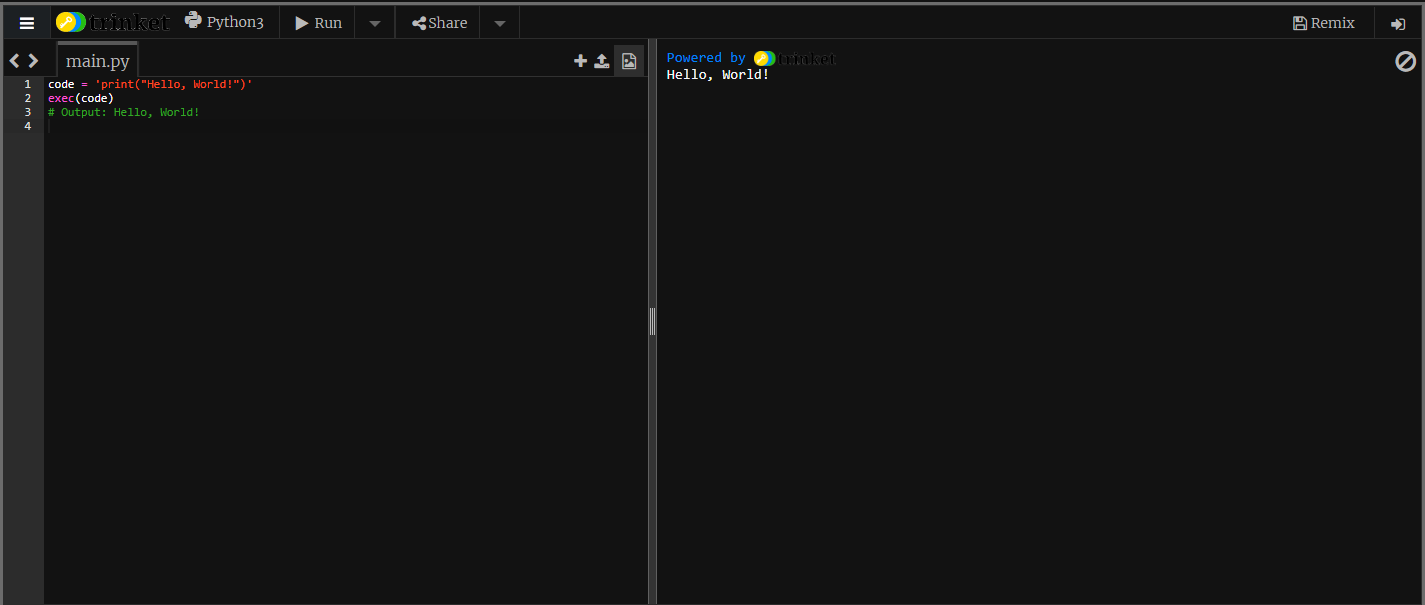 trinket Python3 Run Share Remix
main.py
1 code = 'print("Hello, World!")'
2 exec(code)
3 # Output: Hello, World!
4
Powered by trinket
Hello, World!